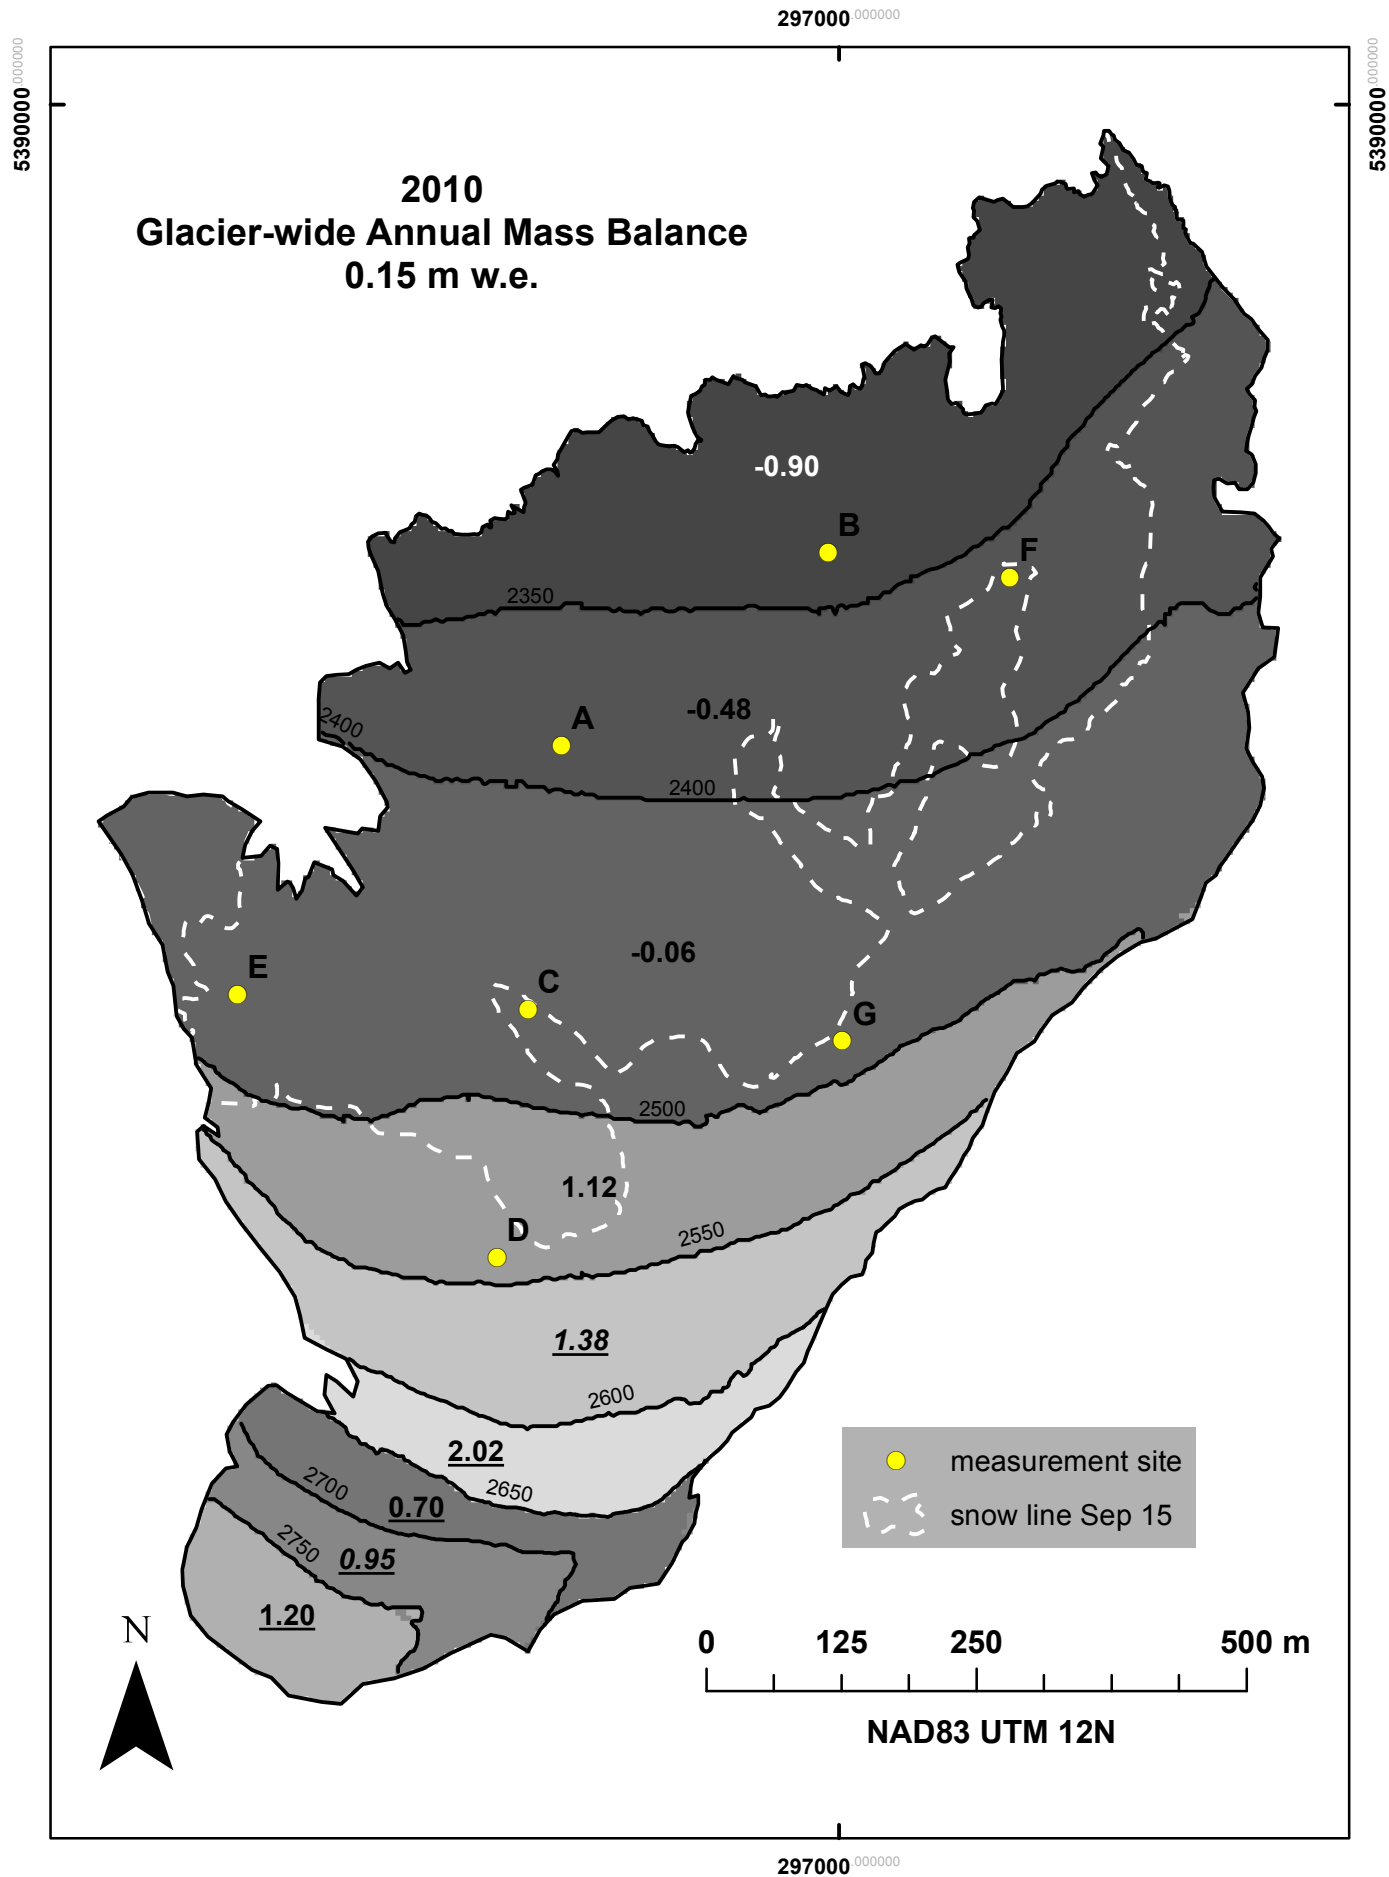 297000.000000
5390000.000000
5390000.000000
2010
Glacier-wide Annual Mass Balance
0.15 m w.e.
-0.90
B
F
2350
-0.48
A
2400
2400
-0.06
E
C
G
2500
1.12
D
2550
1.38
2600
2.02
2650
2700
0.70
2750
0.95
1.20
measurement site
snow line Sep 15
N
0 125 250 500 m
NAD83 UTM 12N
297000.000000